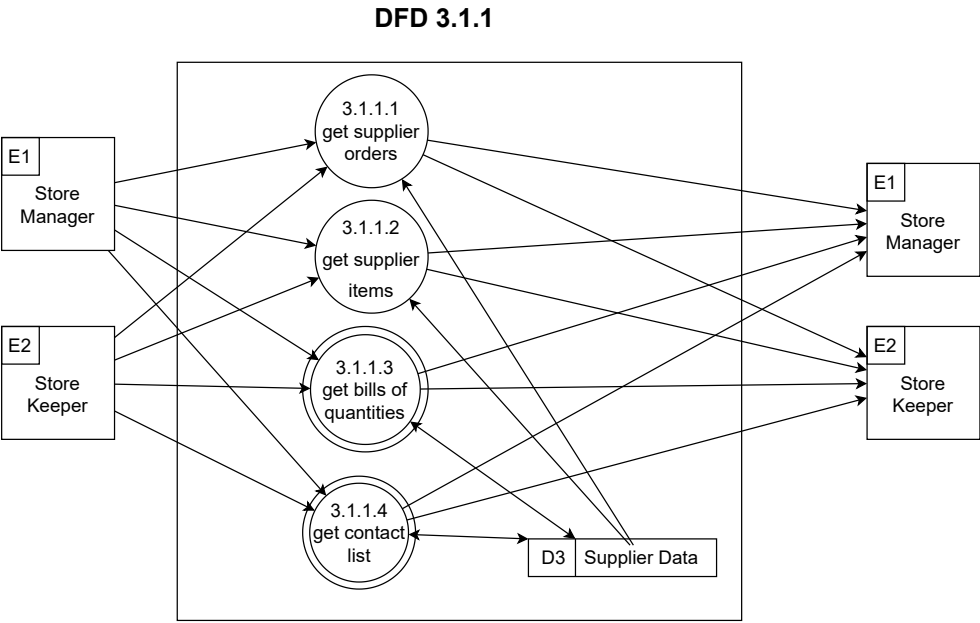 DFD 3.1.1
E1
Store
Manager
E2
Store
Keeper
3.1.1.1
get supplier
orders
3.1.1.2
get supplier
items
3.1.1.3
get bills of
quantities
3.1.1.4
get contact
list
D3 Supplier Data
E1
Store
Manager
E2
Store
Keeper